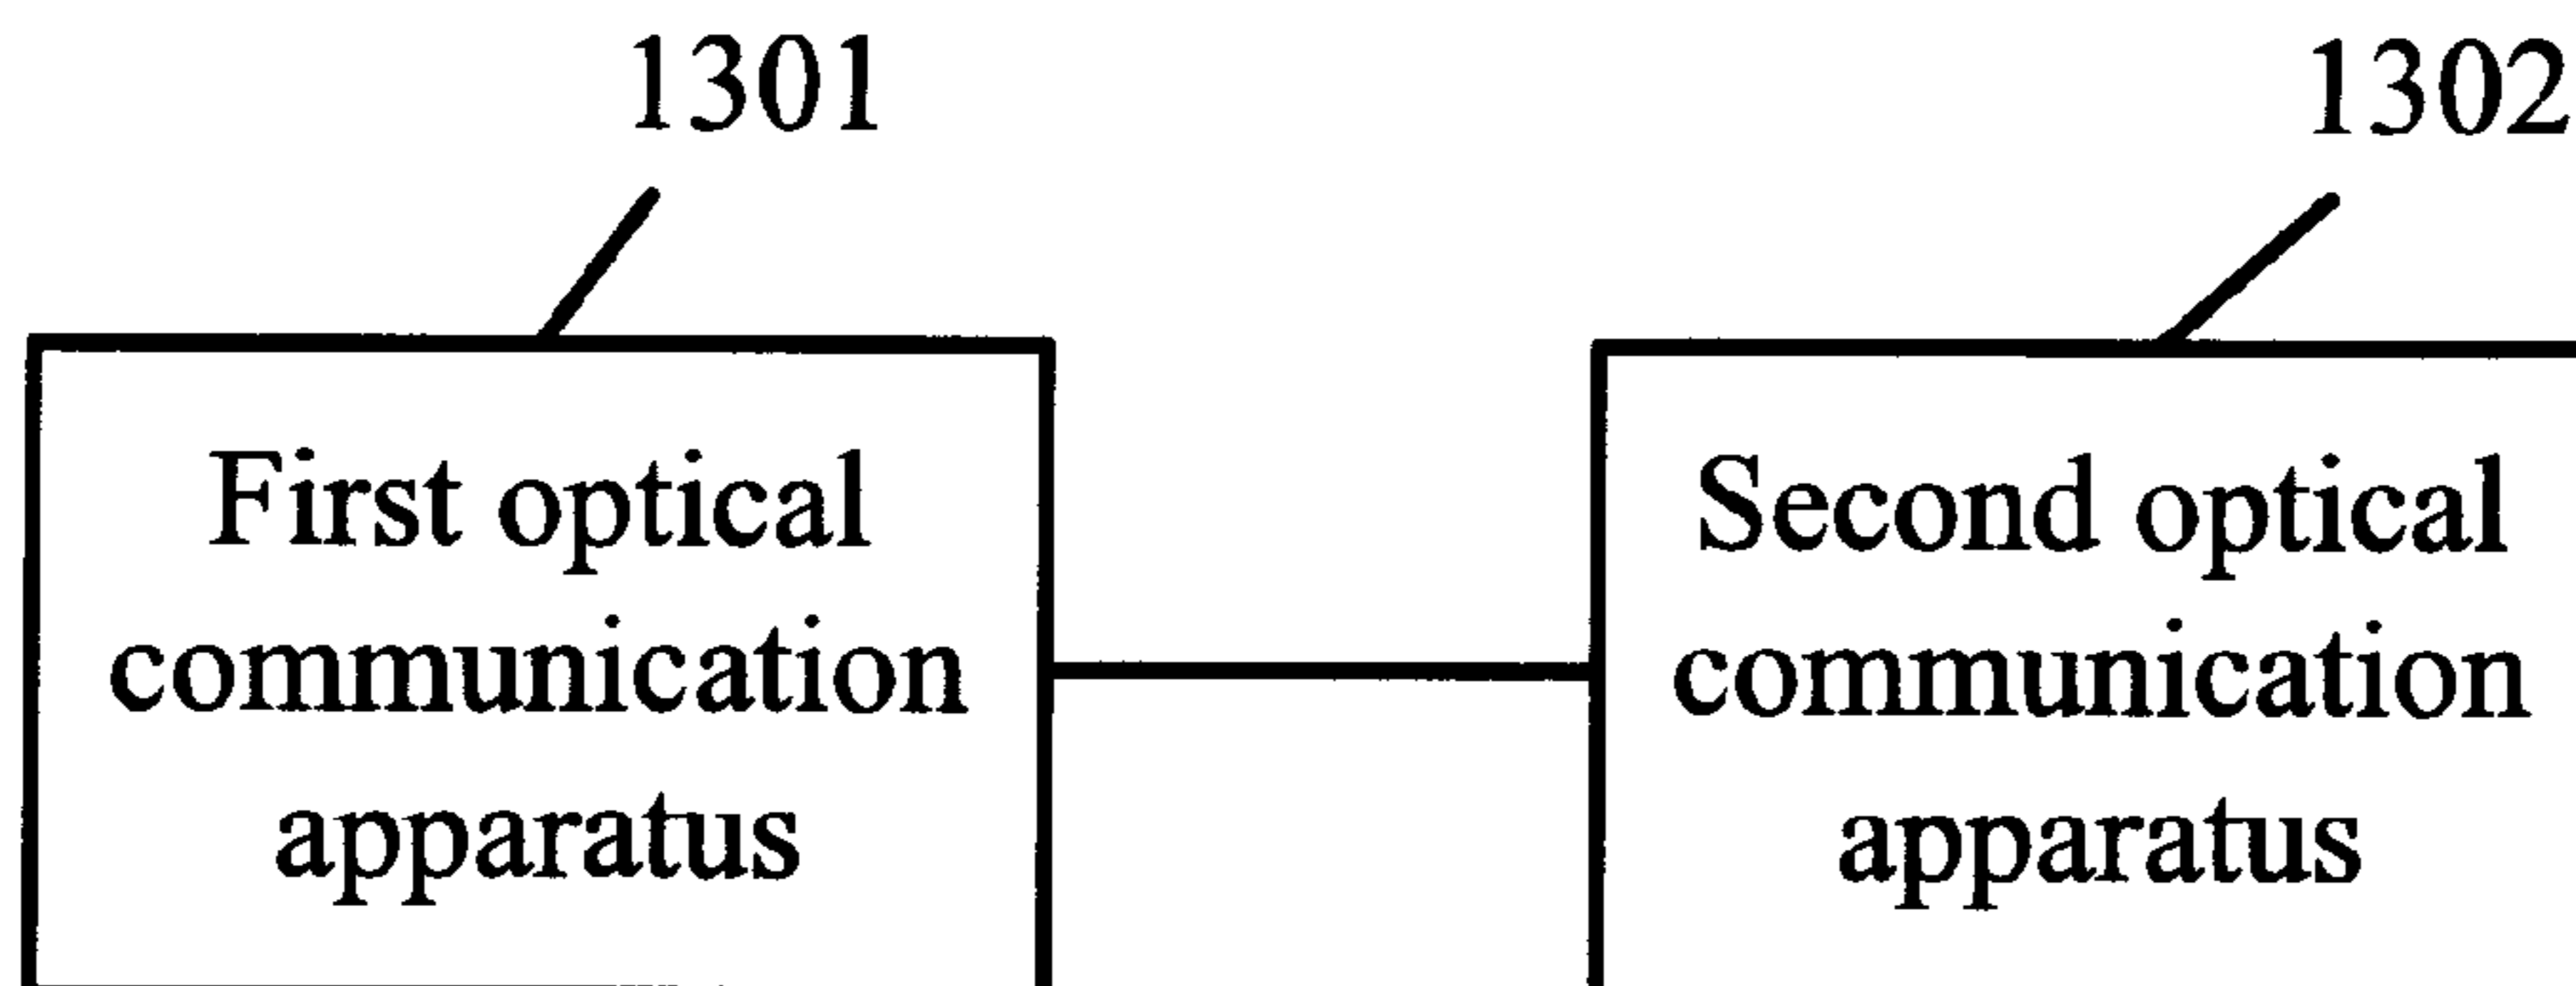 1301
1302
First optical
communication
apparatus
Second optical
communication
apparatus